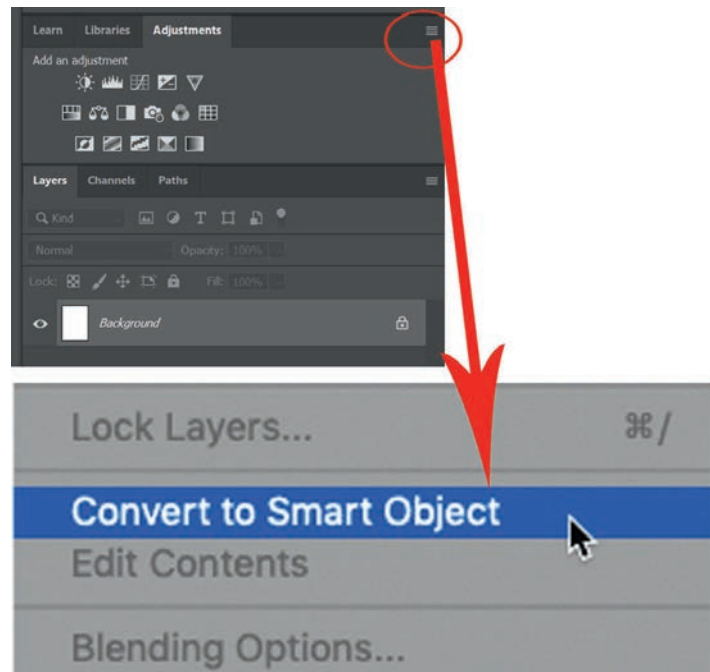 Learn Libraries Adjustments
Add an adjustment
Layers Channels Paths
Kind T
Normal Opacity: 100%
Lock: Fill: 100%
Background
Lock Layers... ⌘/
Convert to Smart Object
Edit Contents
Blending Options...